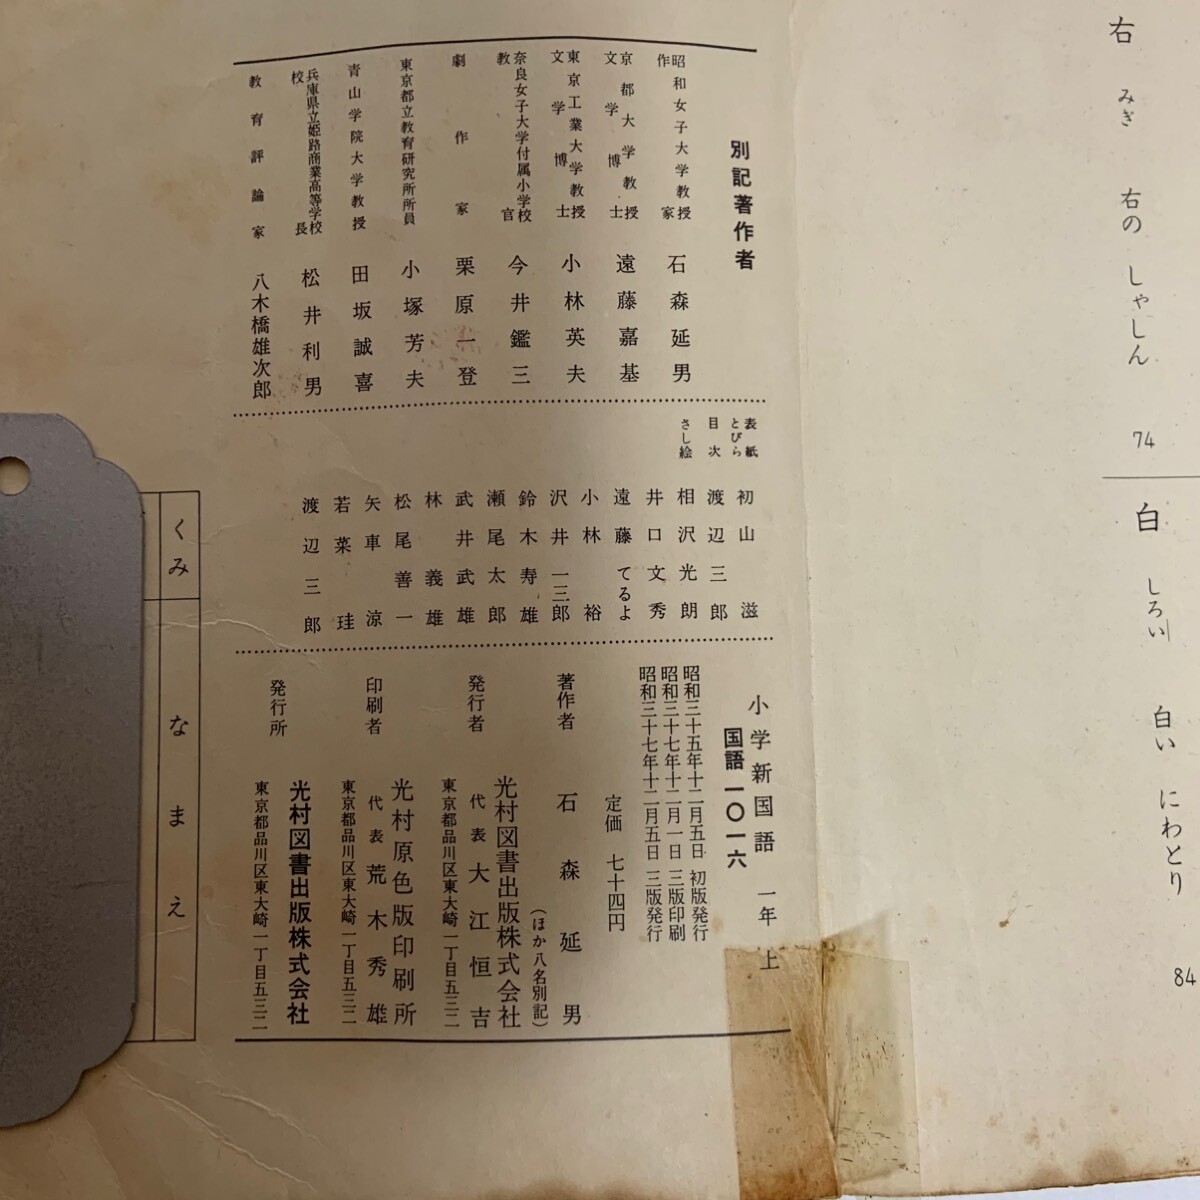 右
みぎ
右の しゃしん
74
白
しろい
白い にわとり
84
別記著作者
昭和女子大学教授
作家
石森延男
京都大学教授
文学博士
遠藤嘉基
東京工業大学教授
文学博士
小林英夫
奈良女子大学付属小学校
教官
今井鑑三
劇作家
栗原一登
東京都立教育研究所所員
小塚芳夫
青山学院大学教授
田坂誠喜
兵庫県立姫路商業高等学校
校長
松井利男
教育評論家
八木橋雄次郎
表紙
とびら
目次
さし絵
初山滋
渡辺三郎
相沢光朗
井口文秀
遠藤てるよ
小林裕
沢井一三郎
鈴木寿雄
瀬尾太郎
武井武雄
林義雄
松尾善一
矢車涼
若菜珪
渡辺三郎
小学新国語 一年上
国語一〇一六
昭和三十五年十二月五日 初版発行
昭和三十七年十二月一日 三版印刷
昭和三十七年十二月五日 三版発行
定価 七十四円
著作者 石森延男
(ほか八名別記)
発行者 光村図書出版株式会社
代表 大江恒吉
東京都品川区東大崎一丁目五三二
印刷者 光村原色版印刷所
代表 荒木秀雄
東京都品川区東大崎一丁目五三二
発行所 光村図書出版株式会社
東京都品川区東大崎一丁目五三二
くみ
なまえ